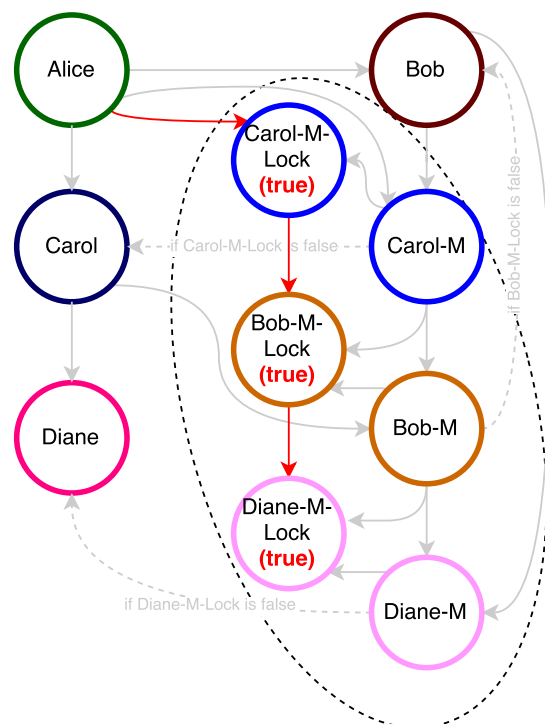 Alice
Bob
Carol-M-
Lock
(true)
Carol
if Carol-M-Lock is false
Carol-M
if Bob-M-Lock is false
Bob-M-
Lock
(true)
Diane
Bob-M
Diane-M-
Lock
(true)
if Diane-M-Lock is false
Diane-M